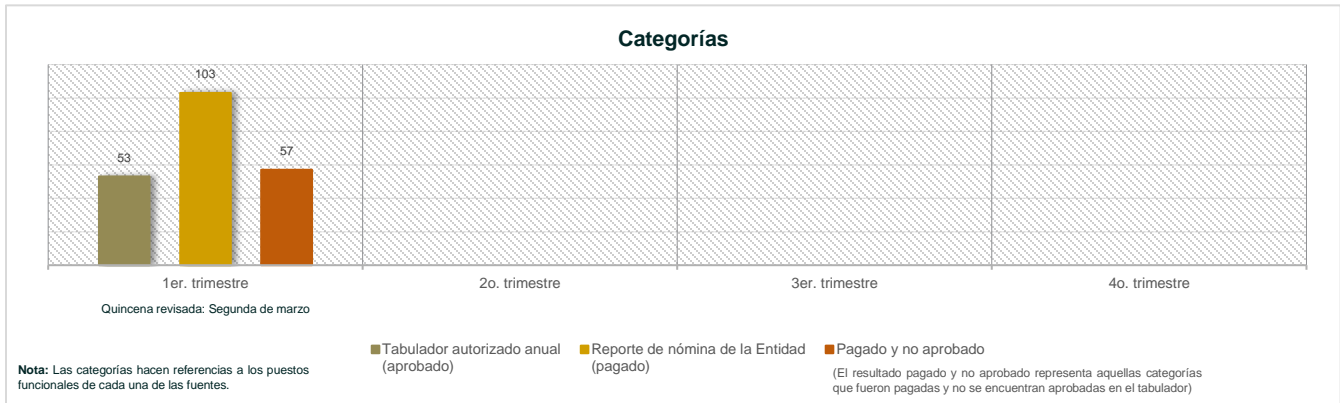 Categorías
103
53
57
1er. trimestre
2o. trimestre
3er. trimestre
4o. trimestre
Quincena revisada: Segunda de marzo
Tabulador autorizado anual
(aprobado)
Reporte de nómina de la Entidad
(pagado)
Pagado y no aprobado
(El resultado pagado y no aprobado representa aquellas categorías
que fueron pagadas y no se encuentran aprobadas en el tabulador)
Nota: Las categorías hacen referencias a los puestos
funcionales de cada una de las fuentes.